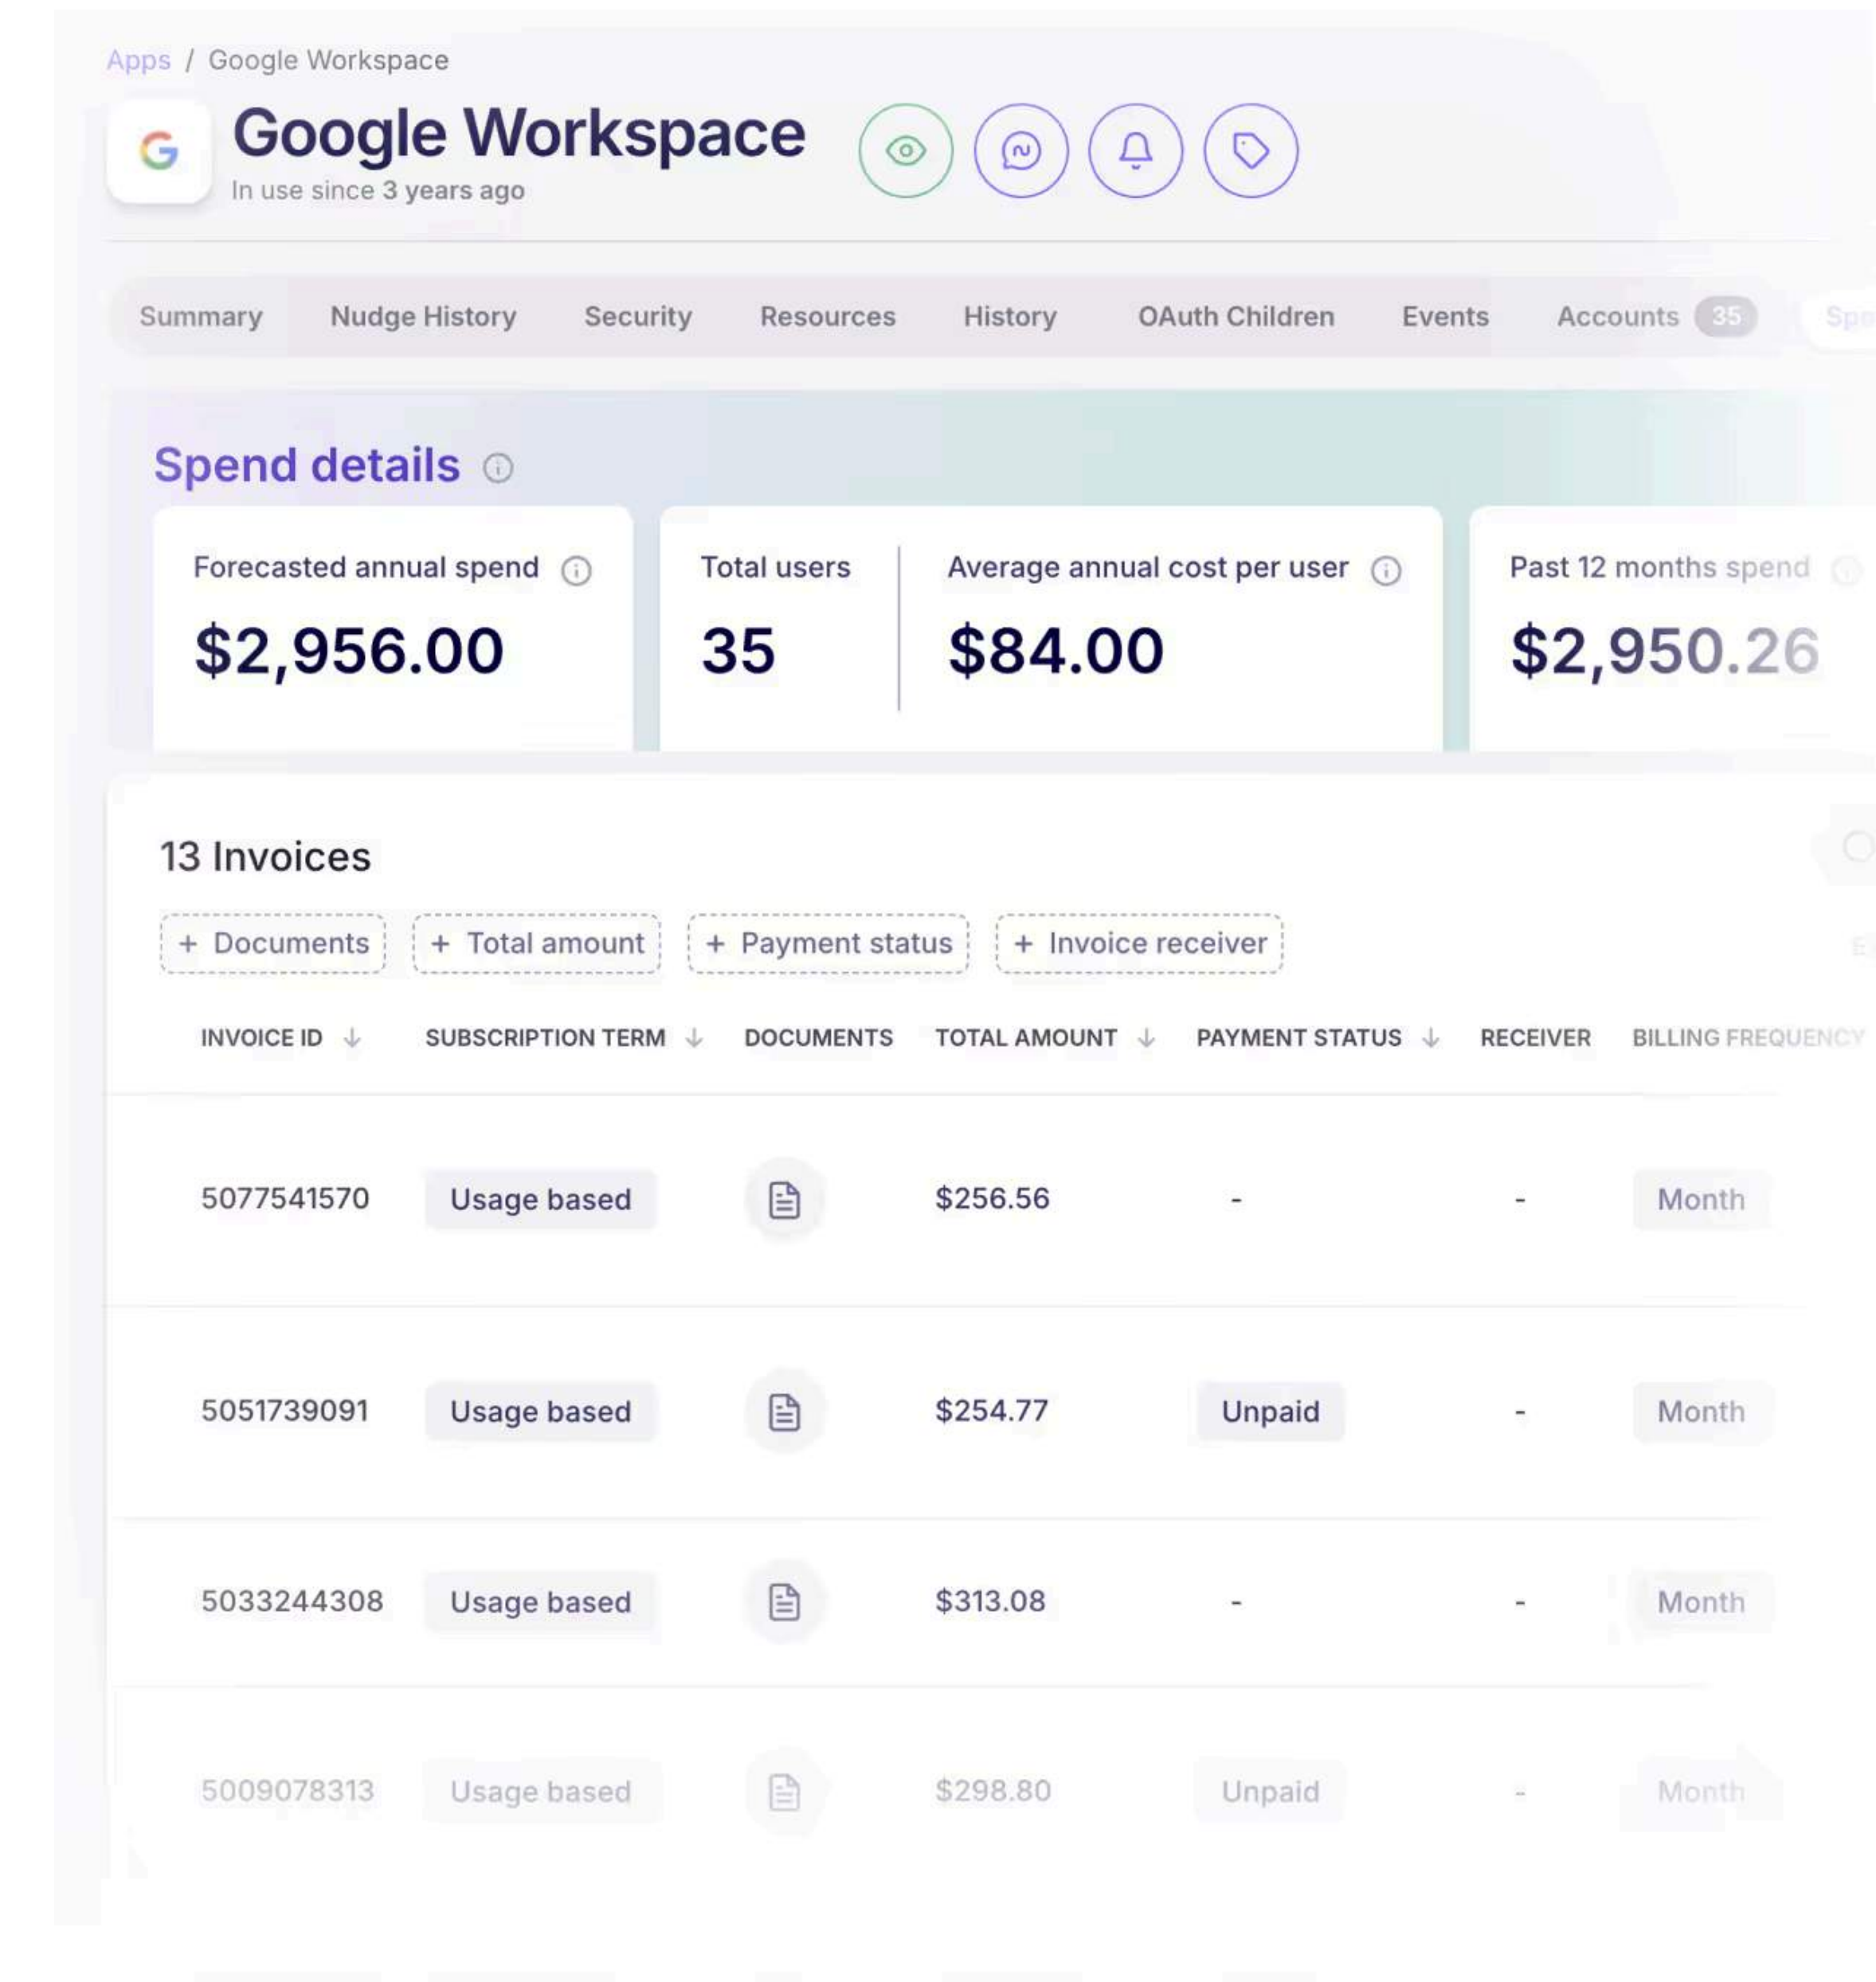 Apps / Google Workspace
Google Workspace
In use since 3 years ago
Summary Nudge History Security Resources History OAuth Children Events Accounts 35
Spend details
Forecasted annual spend Total users Average annual cost per user Past 12 months spend
$2,956.00 35 $84.00 $2,950.26
13 Invoices
+ Documents + Total amount + Payment status + Invoice receiver
INVOICE ID SUBSCRIPTION TERM DOCUMENTS TOTAL AMOUNT PAYMENT STATUS RECEIVER BILLING FREQUENCY
5077541570 Usage based $256.56 - - Month
5051739091 Usage based $254.77 Unpaid - Month
5033244308 Usage based $313.08 - - Month
5009078313 Usage based $298.80 Unpaid - Month